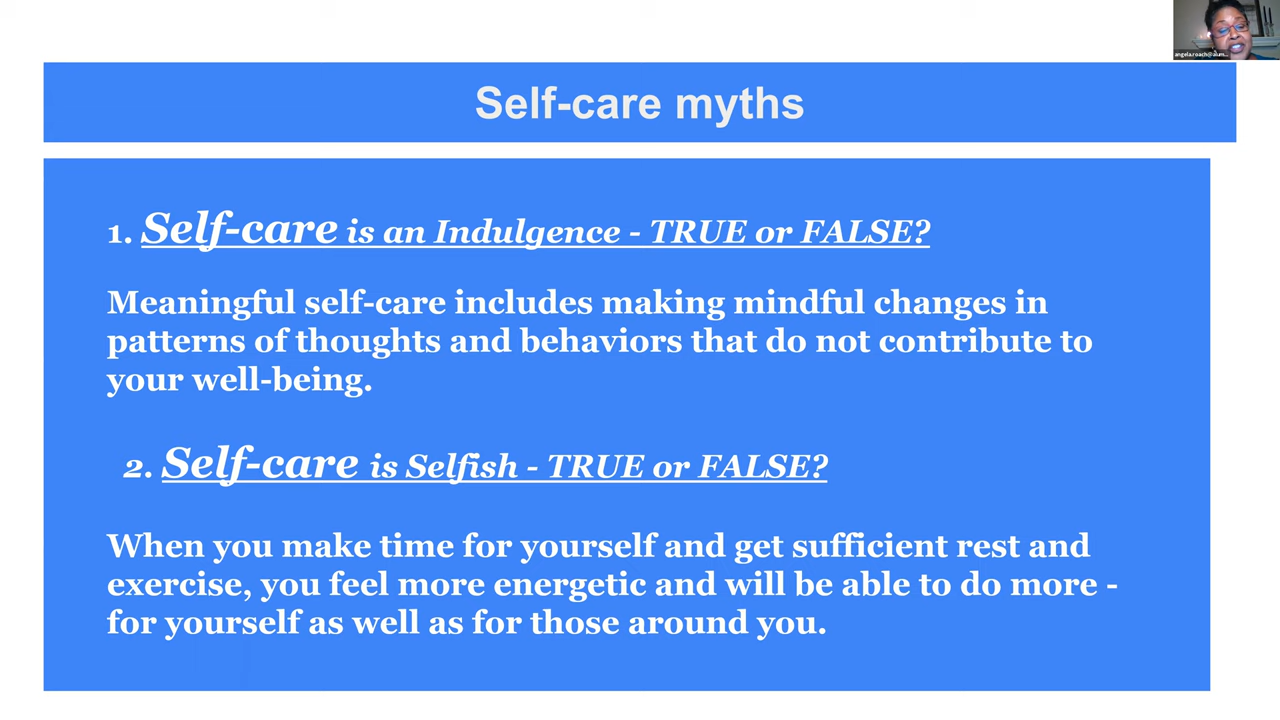 angela.roach@alum...
Self-care myths
1. Self-care is an Indulgence - TRUE or FALSE?
Meaningful self-care includes making mindful changes in
patterns of thoughts and behaviors that do not contribute to
your well-being.
2. Self-care is Selfish - TRUE or FALSE?
When you make time for yourself and get sufficient rest and
exercise, you feel more energetic and will be able to do more -
for yourself as well as for those around you.